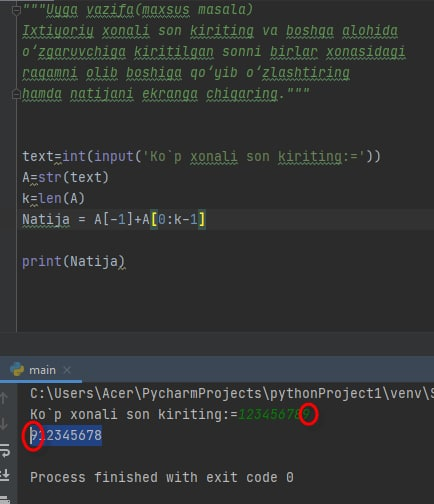 """Uyga vazifa(maxsus masala)
Ixtiyoriy xonali son kiriting va boshga alohida
o‘zgaruvchiga kiritilgan sonni birlar xonasidagi
raqamni olib boshiga qo‘yib o‘zlashtiring
hamda natijani ekranga chiqaring."""
text=int(input('Ko`p xonali son kiriting:='))
A=str(text)
k=len(A)
Natija = A[-1]+A[0:k-1]
print(Natija)
main
C:\Users\Acer\PycharmProjects\pythonProject1\venv\S
Ko`p xonali son kiriting:=123456789
912345678
Process finished with exit code 0